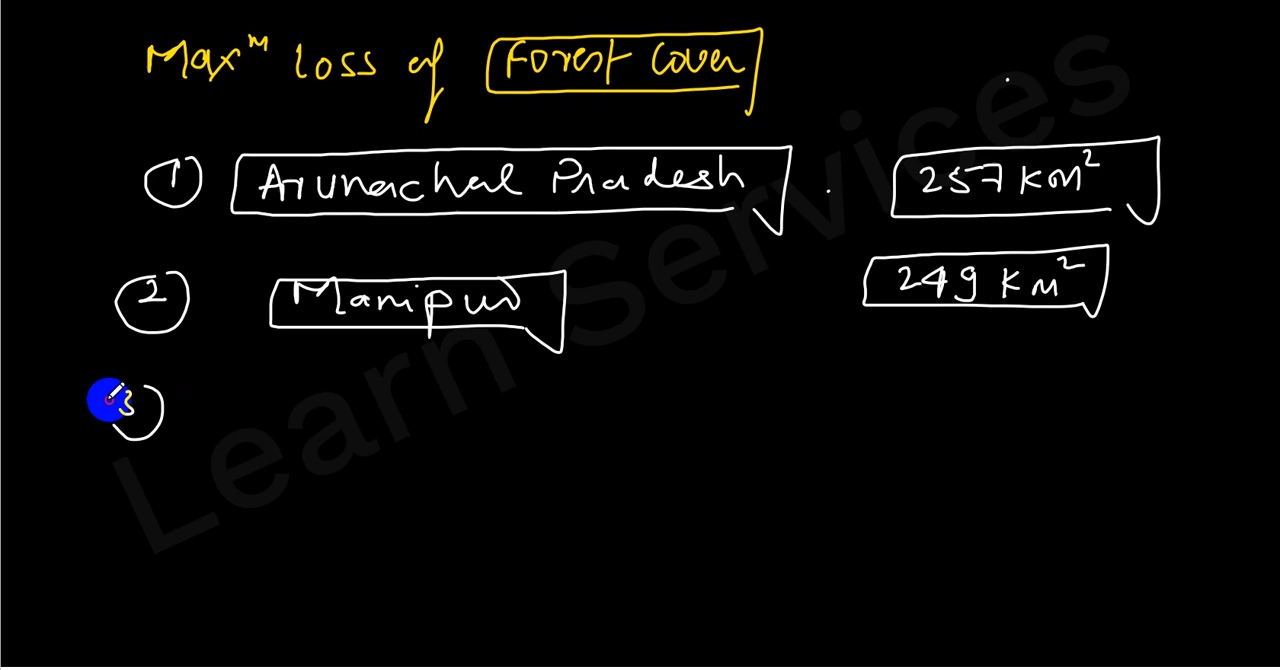 Maxᵐ loss of Forest Cover
① Arunachal Pradesh . 257 Km²
② Manipur 249 Km²
3
Learn Services